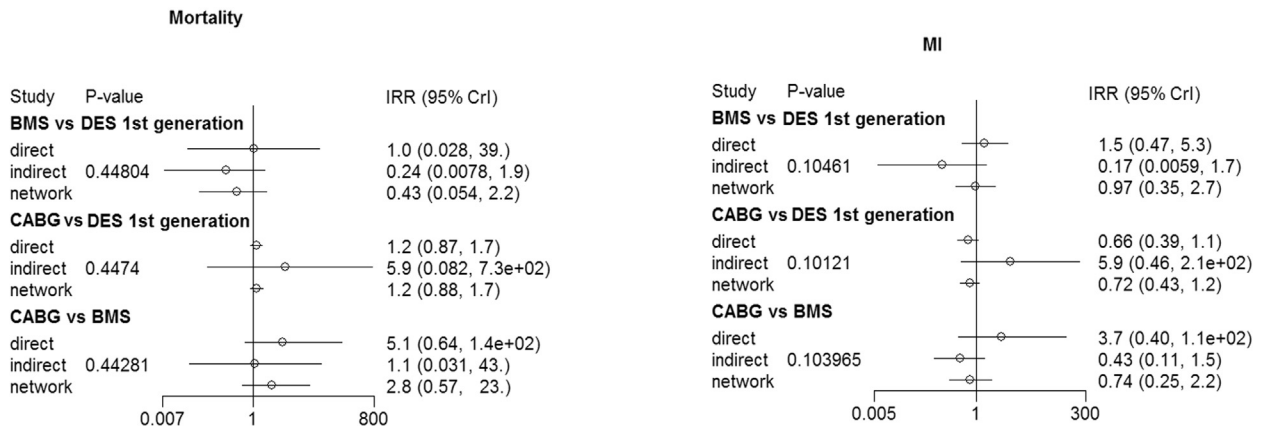 Mortality
Study P-value IRR (95% CrI)
BMS vs DES 1st generation
direct 1.0 (0.028, 39.)
indirect 0.44804 0.24 (0.0078, 1.9)
network 0.43 (0.054, 2.2)
CABG vs DES 1st generation
direct 1.2 (0.87, 1.7)
indirect 0.4474 5.9 (0.082, 7.3e+02)
network 1.2 (0.88, 1.7)
CABG vs BMS
direct 5.1 (0.64, 1.4e+02)
indirect 0.44281 1.1 (0.031, 43.)
network 2.8 (0.57, 23.)
0.007 1 800
MI
Study P-value IRR (95% CrI)
BMS vs DES 1st generation
direct 1.5 (0.47, 5.3)
indirect 0.10461 0.17 (0.0059, 1.7)
network 0.97 (0.35, 2.7)
CABG vs DES 1st generation
direct 0.66 (0.39, 1.1)
indirect 0.10121 5.9 (0.46, 2.1e+02)
network 0.72 (0.43, 1.2)
CABG vs BMS
direct 3.7 (0.40, 1.1e+02)
indirect 0.103965 0.43 (0.11, 1.5)
network 0.74 (0.25, 2.2)
0.005 1 300